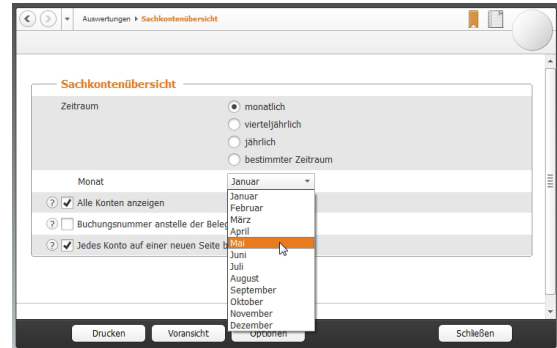 Auswertungen Sachkontenübersicht
Sachkontenübersicht
Zeitraum
monatlich
vierteljährlich
jährlich
bestimmter Zeitraum
Monat
Januar
Januar
Februar
März
April
Mai
Juni
Juli
August
September
Oktober
November
Dezember
? Alle Konten anzeigen
? Buchungsnummer anstelle der
? Jedes Konto auf einer neuen Seite
Drucken
Voransicht
Optionen
Schließen